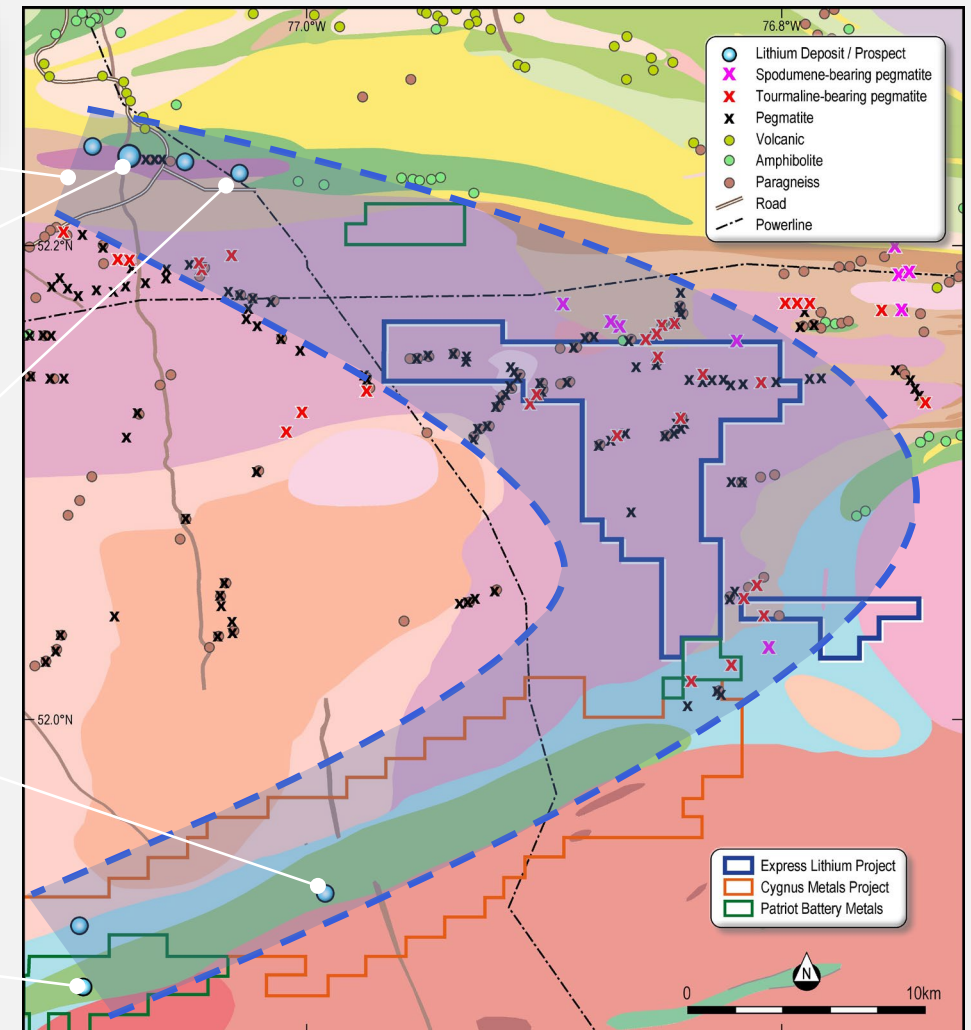 77.0°W
76.8°W
Lithium Deposit / Prospect
X Spodumene-bearing pegmatite
X Tourmaline-bearing pegmatite
x Pegmatite
Volcanic
Amphibolite
Paragneiss
Road
Powerline
52.2°N
52.0°N
Express Lithium Project
Cygnus Metals Project
Patriot Battery Metals
N
0
10km